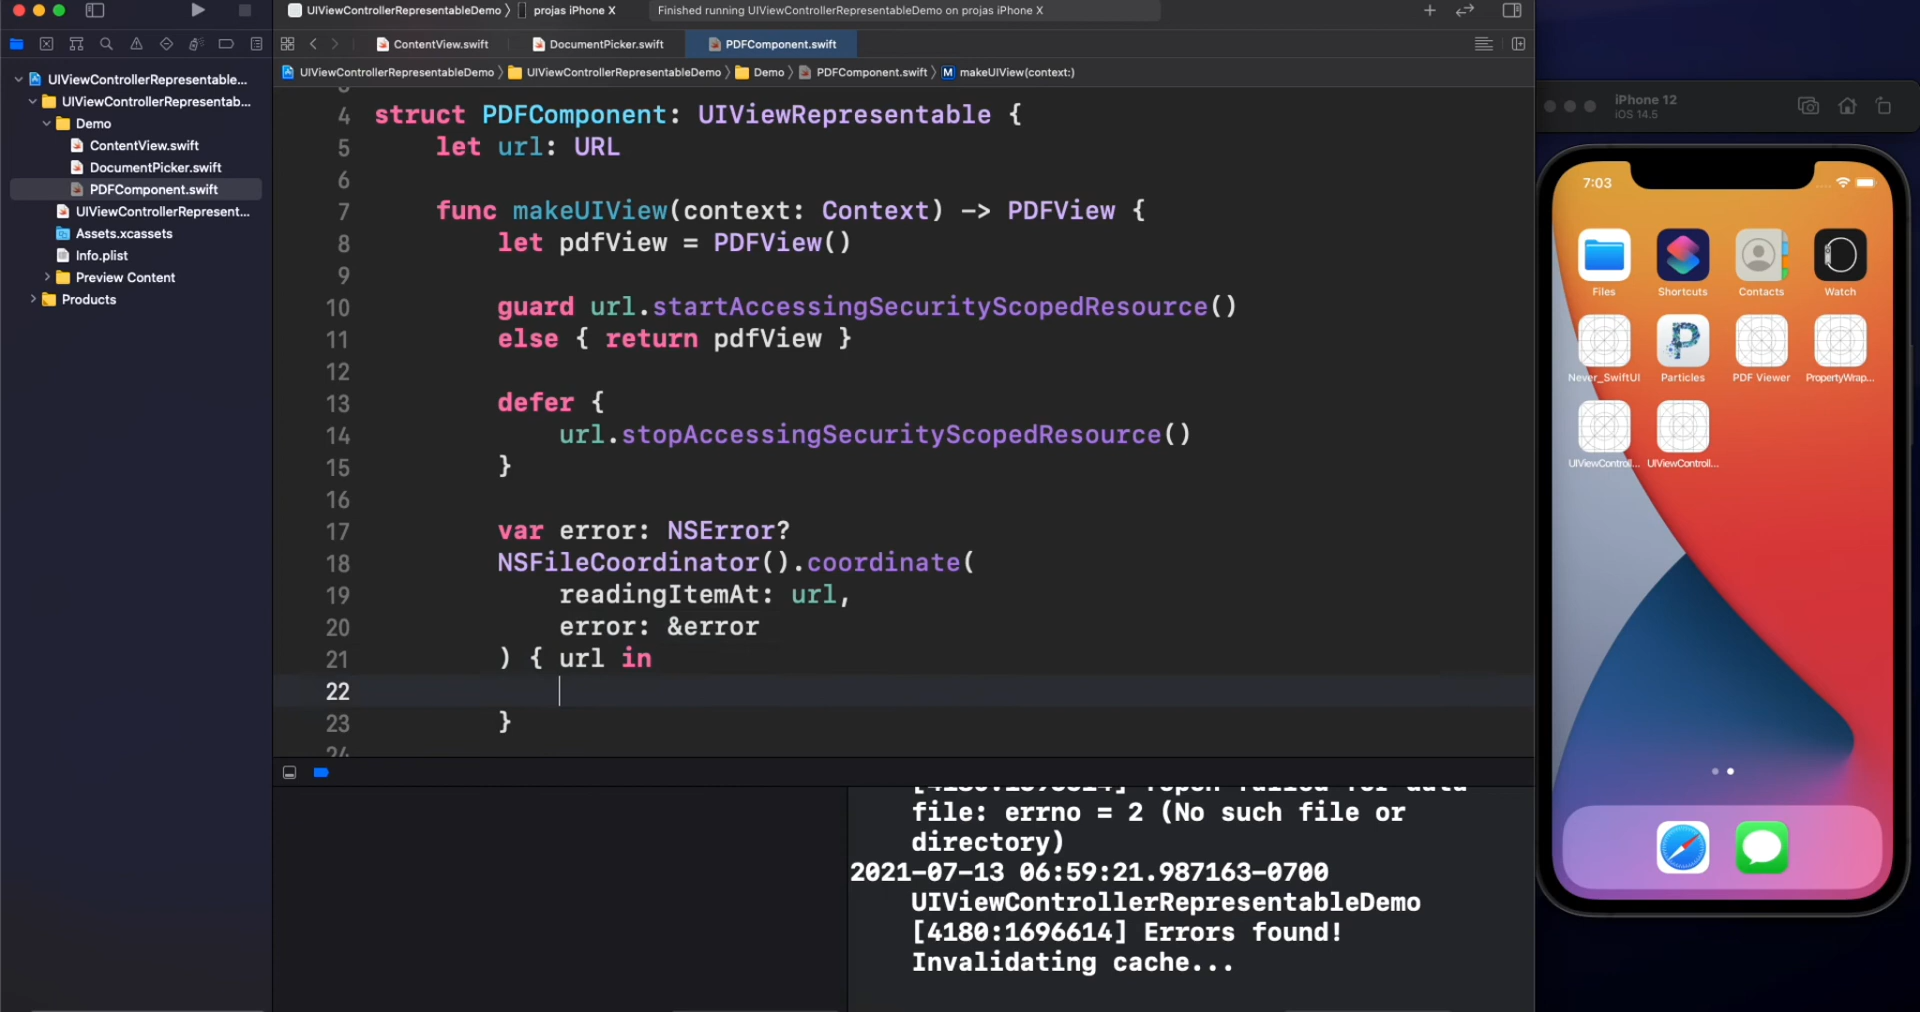 UIViewControllerRepresentableDemo
projas iPhone X
Finished running UIViewControllerRepresentableDemo on projas iPhone X
ContentView.swift
DocumentPicker.swift
PDFComponent.swift
UIViewControllerRepresentableDemo
UIViewControllerRepresentableDemo
Demo
PDFComponent.swift
M makeUIView(context:)
UIViewControllerRepresentable...
UIViewControllerRepresentab...
Demo
ContentView.swift
DocumentPicker.swift
PDFComponent.swift
UIViewControllerRepresent...
Assets.xcassets
Info.plist
Preview Content
Products
4 struct PDFComponent: UIViewRepresentable {
5 let url: URL
6
7 func makeUIView(context: Context) -> PDFView {
8 let pdfView = PDFView()
9
10 guard url.startAccessingSecurityScopedResource()
11 else { return pdfView }
12
13 defer {
14 url.stopAccessingSecurityScopedResource()
15 }
16
17 var error: NSError?
18 NSFileCoordinator().coordinate(
19 readingItemAt: url,
20 error: &error
21 ) { url in
22
23 }
24
file: errno = 2 (No such file or
directory)
2021-07-13 06:59:21.987163-0700
UIViewControllerRepresentableDemo
[4180:1696614] Errors found!
Invalidating cache...
iPhone 12
iOS 14.5
7:03
Files
Shortcuts
Contacts
Watch
Never_SwiftUI
P
Particles
PDF Viewer
PropertyWrap...
UIViewControl...
UIViewControll...